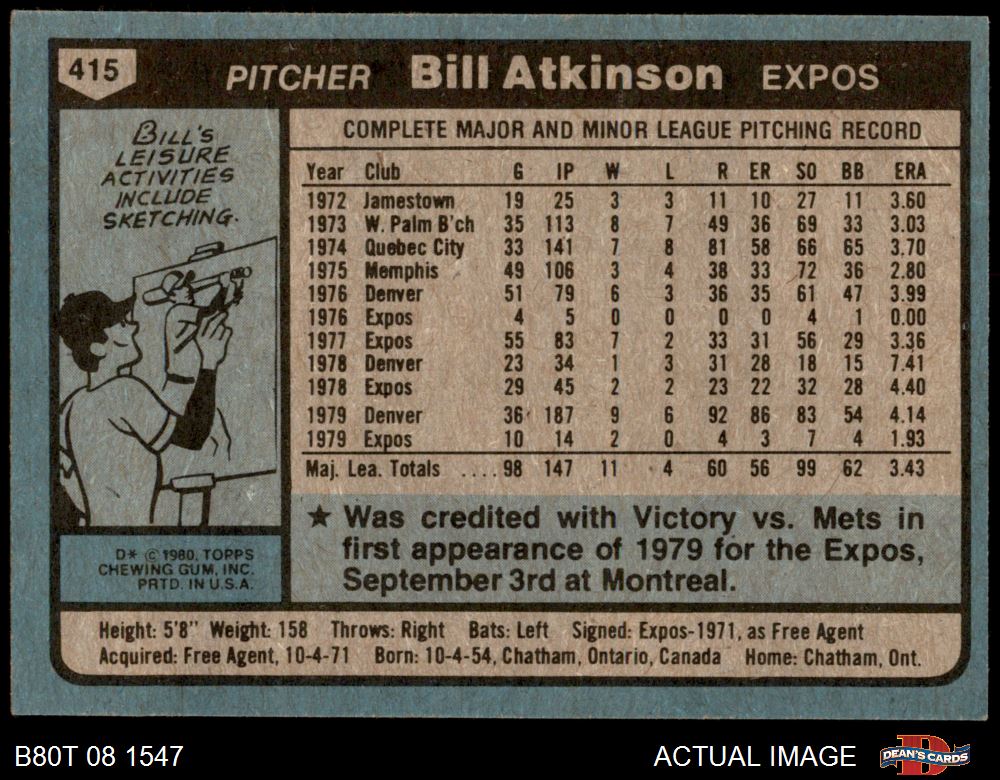 415 PITCHER Bill Atkinson EXPOS
BILL'S
LEISURE
ACTIVITIES
INCLUDE
SKETCHING.
COMPLETE MAJOR AND MINOR LEAGUE PITCHING RECORD
Year Club G IP W L R ER SO BB ERA
1972 Jamestown 19 25 3 3 11 10 27 11 3.60
1973 W. Palm B'ch 35 113 8 7 49 36 69 33 3.03
1974 Quebec City 33 141 7 8 81 58 66 65 3.70
1975 Memphis 49 106 3 4 38 33 72 36 2.80
1976 Denver 51 79 6 3 36 35 61 47 3.99
1976 Expos 4 5 0 0 0 0 4 1 0.00
1977 Expos 55 83 7 2 33 31 56 29 3.36
1978 Denver 23 34 1 3 31 28 18 15 7.41
1978 Expos 29 45 2 2 23 22 32 28 4.40
1979 Denver 36 187 9 6 92 86 83 54 4.14
1979 Expos 10 14 2 0 4 3 7 4 1.93
Maj. Lea. Totals ....98 147 11 4 60 56 99 62 3.43
★ Was credited with Victory vs. Mets in
first appearance of 1979 for the Expos,
September 3rd at Montreal.
D* © 1980, TOPPS
CHEWING GUM, INC.
PRTD. IN U.S.A.
Height: 5'8" Weight: 158 Throws: Right Bats: Left Signed: Expos-1971, as Free Agent
Acquired: Free Agent, 10-4-71 Born: 10-4-54, Chatham, Ontario, Canada Home: Chatham, Ont.
B80T 08 1547 ACTUAL IMAGE DEAN'S CARDS